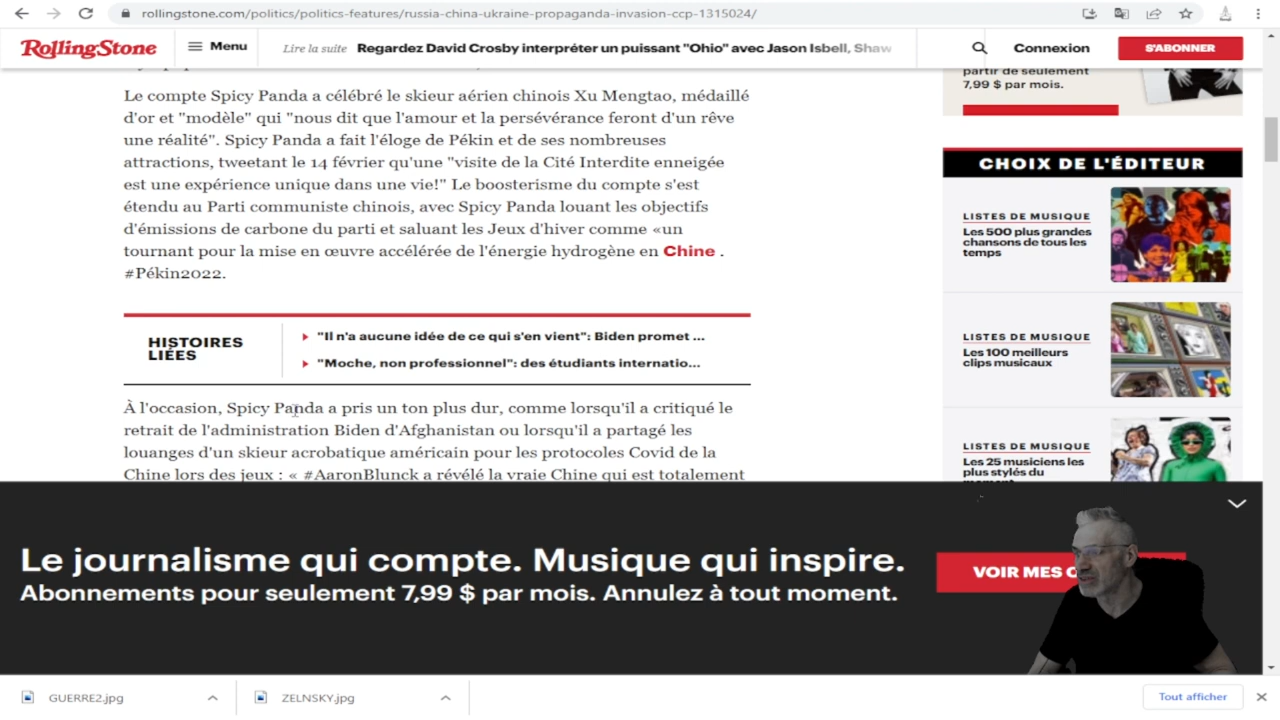 rollingstone.com/politics/politics-features/russia-china-ukraine-propaganda-invasion-ccp-1315024/
RollingStone
Menu
Lire la suite Regardez David Crosby interpréter un puissant "Ohio" avec Jason Isbell, Shaw
Connexion
S'ABONNER
Le compte Spicy Panda a célébré le skieur aérien chinois Xu Mengtao, médaillé
d'or et "modèle" qui "nous dit que l'amour et la persévérance feront d'un rêve
une réalité". Spicy Panda a fait l'éloge de Pékin et de ses nombreuses
attractions, tweetant le 14 février qu'une "visite de la Cité Interdite enneigée
est une expérience unique dans une vie!" Le boosterisme du compte s'est
étendu au Parti communiste chinois, avec Spicy Panda louant les objectifs
d'émissions de carbone du parti et saluant les Jeux d'hiver comme «un
tournant pour la mise en œuvre accélérée de l'énergie hydrogène en Chine .
#Pékin2022.
HISTOIRES
LIÉES
"Il n'a aucune idée de ce qui s'en vient": Biden promet ...
"Moche, non professionnel": des étudiants internatio...
À l'occasion, Spicy Panda a pris un ton plus dur, comme lorsqu'il a critiqué le
retrait de l'administration Biden d'Afghanistan ou lorsqu'il a partagé les
louanges d'un skieur acrobatique américain pour les protocoles Covid de la
Chine lors des jeux : « #AaronBlunck a révélé la vraie Chine qui est totalement
partir de seulement
7,99 $ par mois.
CHOIX DE L'ÉDITEUR
LISTES DE MUSIQUE
Les 500 plus grandes
chansons de tous les
temps
LISTES DE MUSIQUE
Les 100 meilleurs
clips musicaux
LISTES DE MUSIQUE
Les 25 musiciens les
plus stylés du
Le journalisme qui compte. Musique qui inspire.
Abonnements pour seulement 7,99 $ par mois. Annulez à tout moment.
VOIR MES
GUERRE2.jpg
ZELNSKY.jpg
Tout afficher